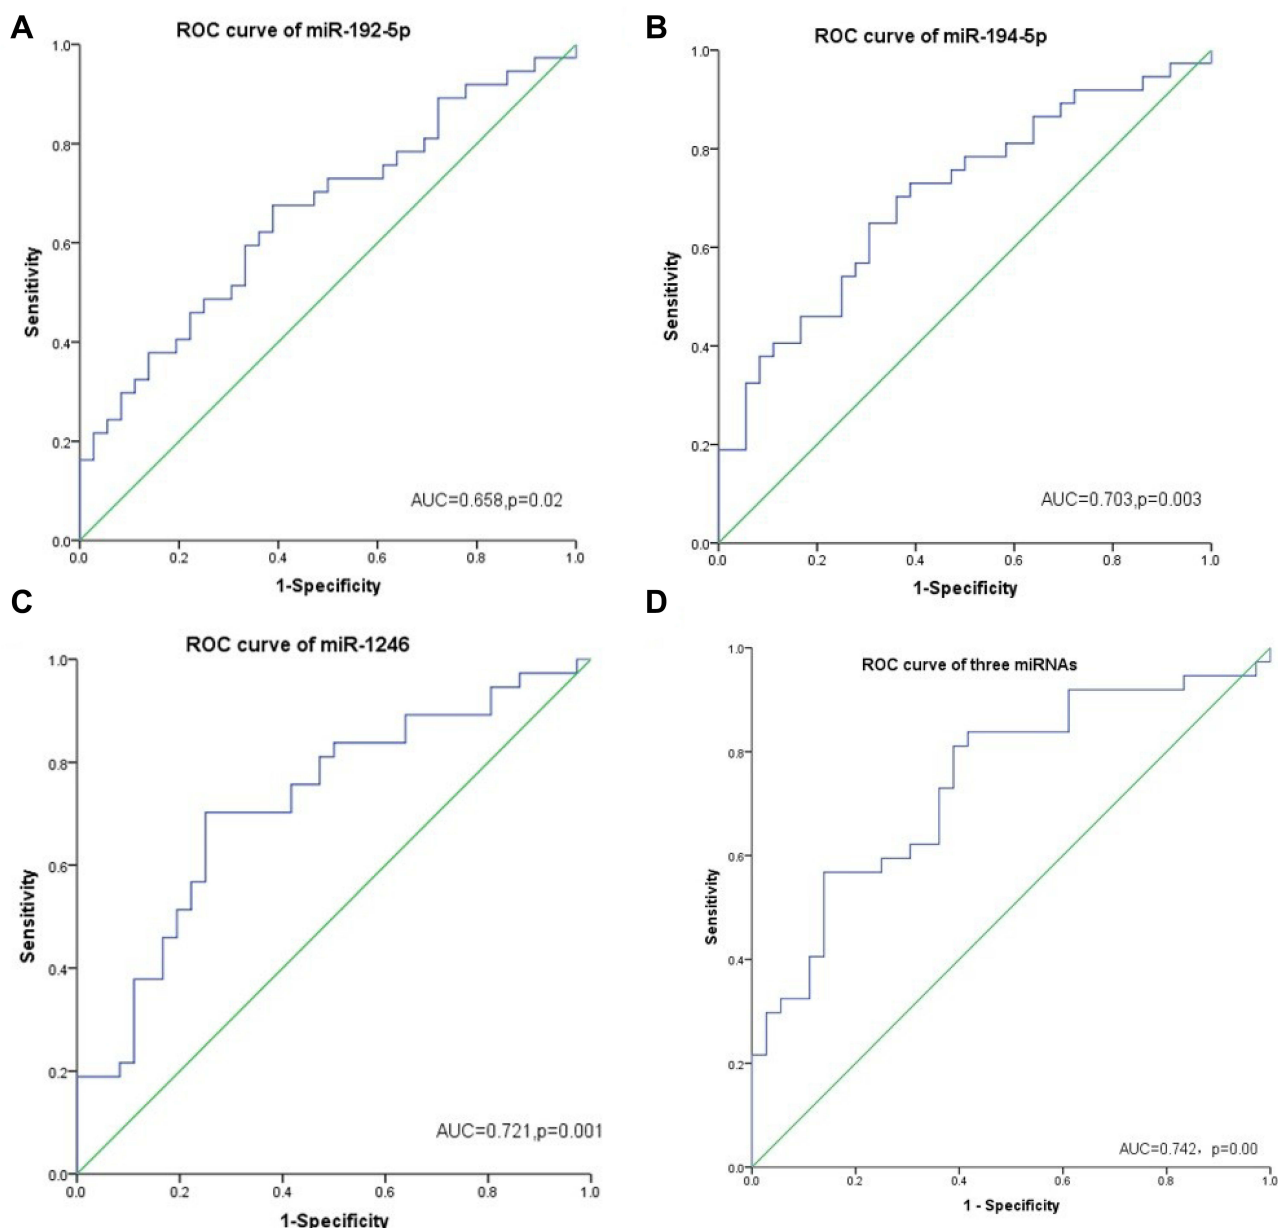 A
ROC curve of miR-192-5p
1.0
0.8
0.6
0.4
0.2
0.0
Sensitivity
AUC=0.658,p=0.02
0.0 0.2 0.4 0.6 0.8 1.0
1-Specificity
B
ROC curve of miR-194-5p
1.0
0.8
0.6
0.4
0.2
0.0
Sensitivity
AUC=0.703,p=0.003
0.0 0.2 0.4 0.6 0.8 1.0
1-Specificity
C
ROC curve of miR-1246
1.0
0.8
0.6
0.4
0.2
0.0
Sensitivity
AUC=0.721,p=0.001
0.0 0.2 0.4 0.6 0.8 1.0
1-Specificity
D
ROC curve of three miRNAs
1.0
0.8
0.6
0.4
0.2
0.0
Sensitivity
AUC=0.742, p=0.00
0.0 0.2 0.4 0.6 0.8 1.0
1 - Specificity